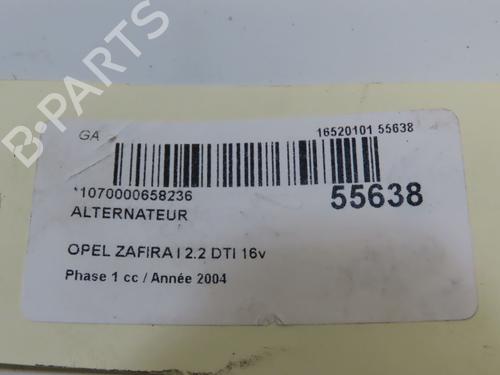 GA
16520101 55638
*1070000658236
55638
ALTERNATEUR
OPEL ZAFIRA I 2.2 DTI 16v
Phase 1 cc / Année 2004
B-PARTS